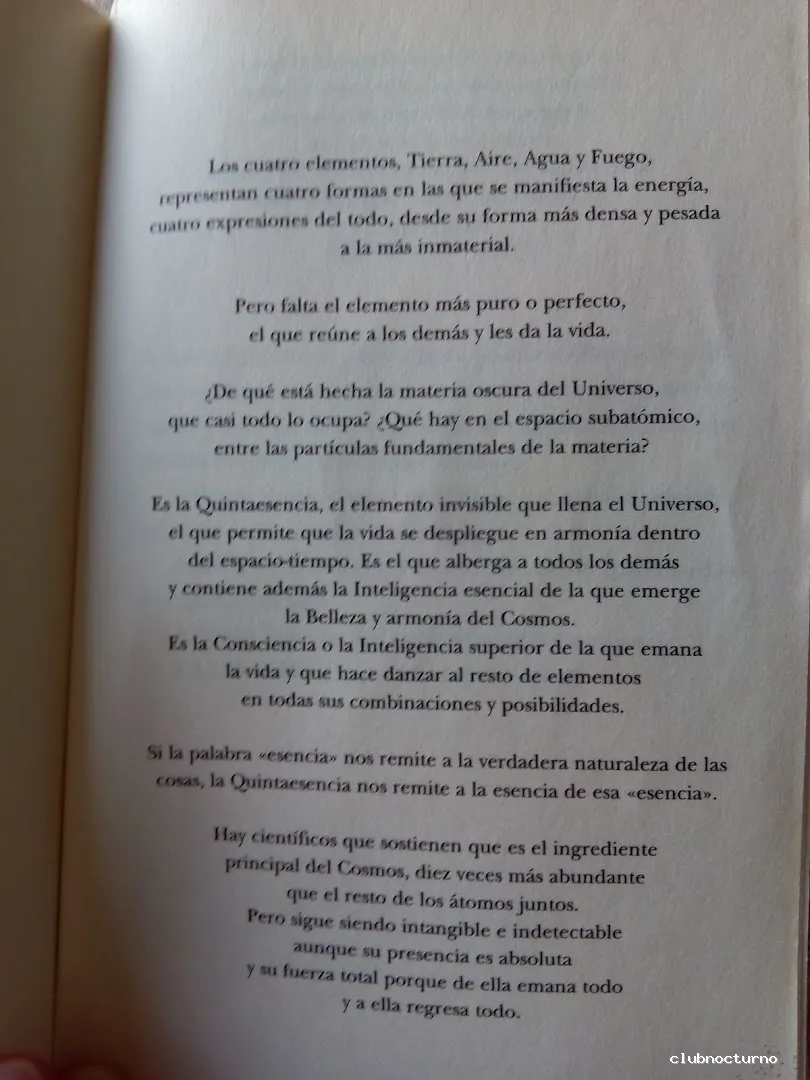 Los cuatro elementos, Tierra, Aire, Agua y Fuego,
representan cuatro formas en las que se manifiesta la energía,
cuatro expresiones del todo, desde su forma más densa y pesada
a la más inmaterial.
Pero falta el elemento más puro o perfecto,
el que reúne a los demás y les da la vida.
¿De qué está hecha la materia oscura del Universo,
que casi todo lo ocupa? ¿Qué hay en el espacio subatómico,
entre las partículas fundamentales de la materia?
Es la Quintaesencia, el elemento invisible que llena el Universo,
el que permite que la vida se despliegue en armonía dentro
del espacio-tiempo. Es el que alberga a todos los demás
y contiene además la Inteligencia esencial de la que emerge
la Belleza y armonía del Cosmos.
Es la Consciencia o la Inteligencia superior de la que emana
la vida y que hace danzar al resto de elementos
en todas sus combinaciones y posibilidades.
Si la palabra «esencia» nos remite a la verdadera naturaleza de las
cosas, la Quintaesencia nos remite a la esencia de esa «esencia».
Hay científicos que sostienen que es el ingrediente
principal del Cosmos, diez veces más abundante
que el resto de los átomos juntos.
Pero sigue siendo intangible e indetectable
aunque su presencia es absoluta
y su fuerza total porque de ella emana todo
y a ella regresa todo.
clubnocturno